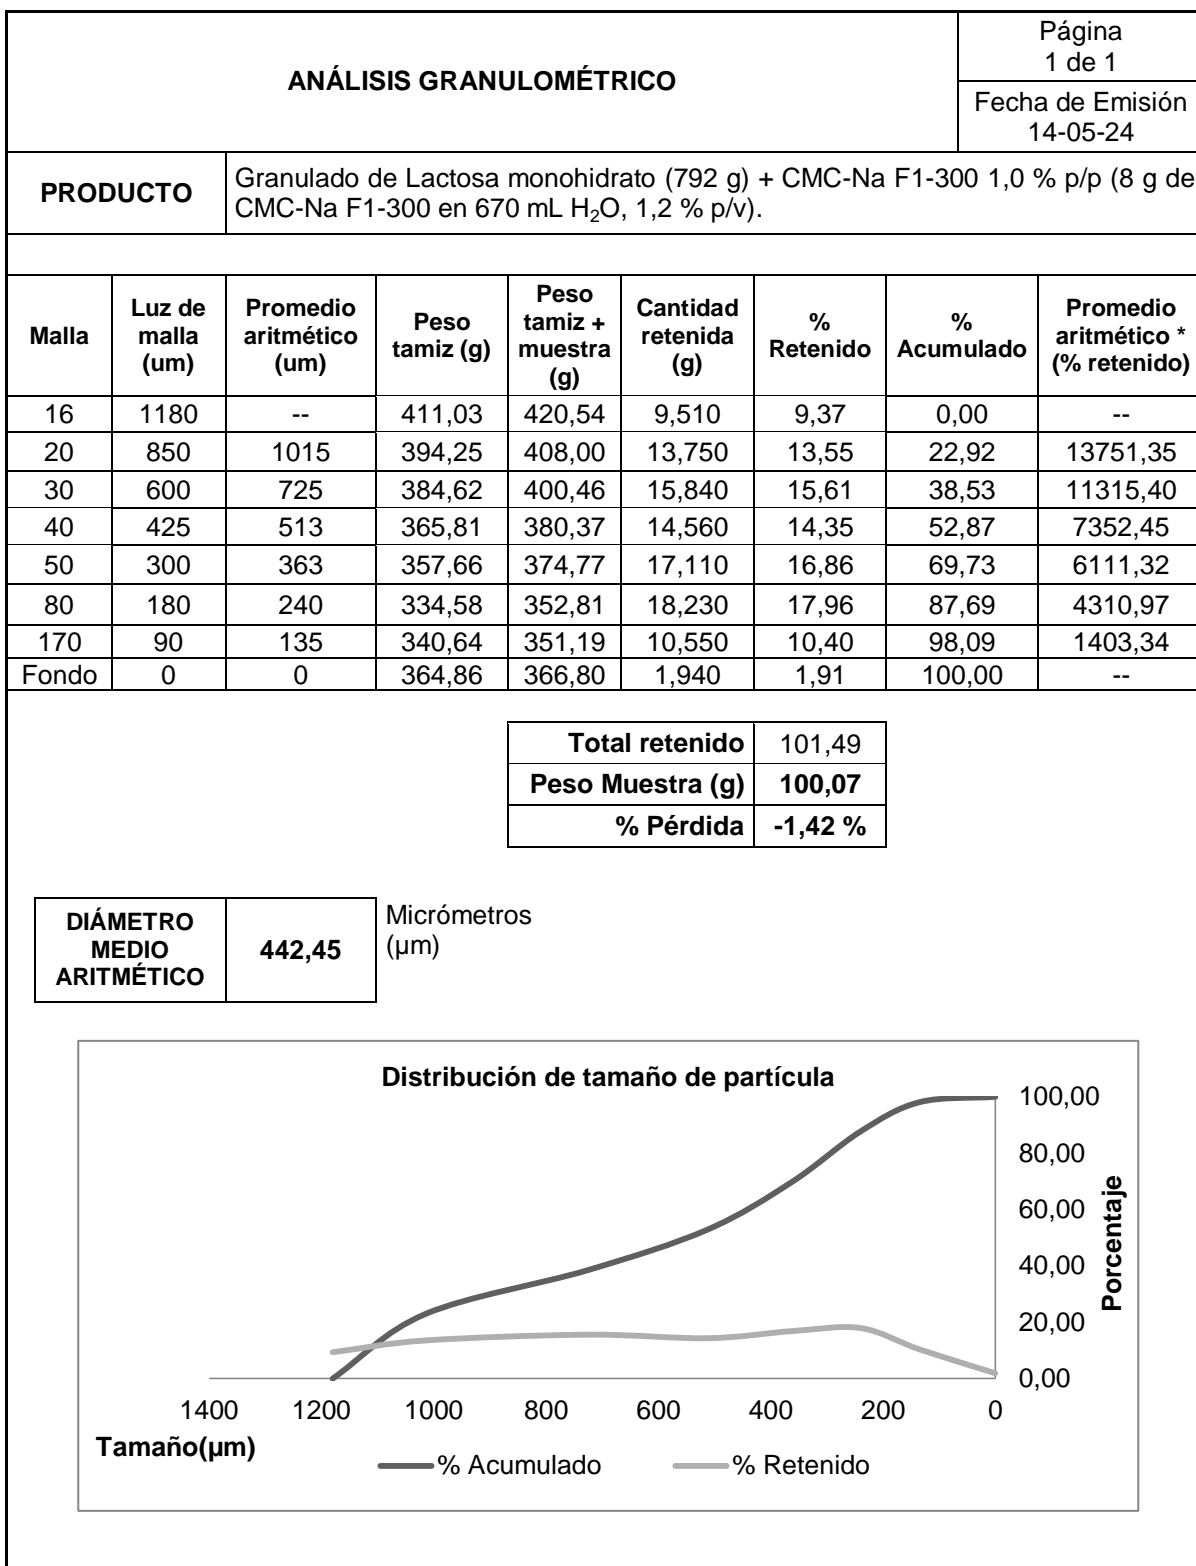 ANÁLISIS GRANULOMÉTRICO
Página
1 de 1
Fecha de Emisión
14-05-24
PRODUCTO
Granulado de Lactosa monohidrato (792 g) + CMC-Na F1-300 1,0 % p/p (8 g de
CMC-Na F1-300 en 670 mL H₂O, 1,2 % p/v).
Malla Luz de malla (um) Promedio aritmético (um) Peso tamiz (g) Peso tamiz + muestra (g) Cantidad retenida (g) % Retenido % Acumulado Promedio aritmético * (% retenido)
16 1180 -- 411,03 420,54 9,510 9,37 0,00 --
20 850 1015 394,25 408,00 13,750 13,55 22,92 13751,35
30 600 725 384,62 400,46 15,840 15,61 38,53 11315,40
40 425 513 365,81 380,37 14,560 14,35 52,87 7352,45
50 300 363 357,66 374,77 17,110 16,86 69,73 6111,32
80 180 240 334,58 352,81 18,230 17,96 87,69 4310,97
170 90 135 340,64 351,19 10,550 10,40 98,09 1403,34
Fondo 0 0 364,86 366,80 1,940 1,91 100,00 --
Total retenido 101,49
Peso Muestra (g) 100,07
% Pérdida -1,42 %
DIÁMETRO
MEDIO
ARITMÉTICO
442,45
Micrómetros
(µm)
Distribución de tamaño de partícula
100,00
80,00
60,00
40,00
20,00
0,00
Porcentaje
1400 1200 1000 800 600 400 200 0
Tamaño(µm)
% Acumulado % Retenido